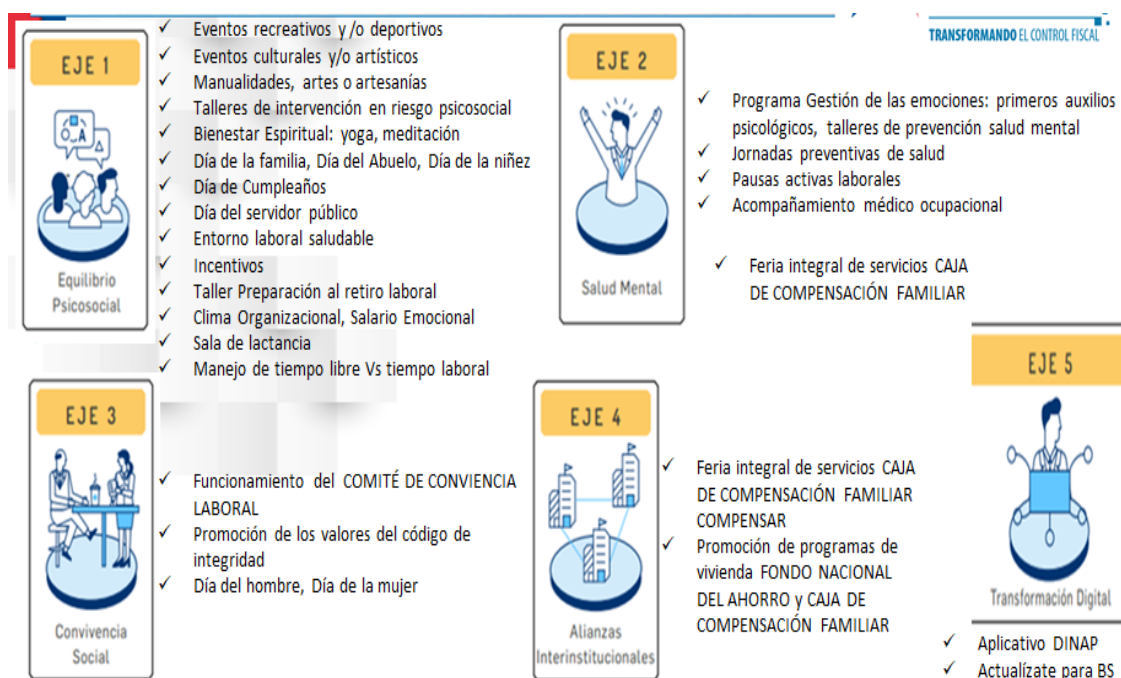 TRANSFORMANDO EL CONTROL FISCAL
EJE 1
Equilibrio
Psicosocial
✓ Eventos recreativos y /o deportivos
✓ Eventos culturales y/o artísticos
✓ Manualidades, artes o artesanías
✓ Talleres de intervención en riesgo psicosocial
✓ Bienestar Espiritual: yoga, meditación
✓ Día de la familia, Día del Abuelo, Día de la niñez
✓ Día de Cumpleaños
✓ Día del servidor público
✓ Entorno laboral saludable
✓ Incentivos
✓ Taller Preparación al retiro laboral
✓ Clima Organizacional, Salario Emocional
✓ Sala de lactancia
✓ Manejo de tiempo libre Vs tiempo laboral
EJE 2
Salud Mental
✓ Programa Gestión de las emociones: primeros auxilios
psicológicos, talleres de prevención salud mental
✓ Jornadas preventivas de salud
✓ Pausas activas laborales
✓ Acompañamiento médico ocupacional
✓ Feria integral de servicios CAJA
DE COMPENSACIÓN FAMILIAR
EJE 3
Convivencia
Social
✓ Funcionamiento del COMITÉ DE CONVIENCIA
LABORAL
✓ Promoción de los valores del código de
integridad
✓ Día del hombre, Día de la mujer
EJE 4
Alianzas
Interinstitucionales
✓ Feria integral de servicios CAJA
DE COMPENSACIÓN FAMILIAR
COMPENSAR
✓ Promoción de programas de
vivienda FONDO NACIONAL
DEL AHORRO y CAJA DE
COMPENSACIÓN FAMILIAR
EJE 5
Transformación Digital
✓ Aplicativo DINAP
✓ Actualízate para BS